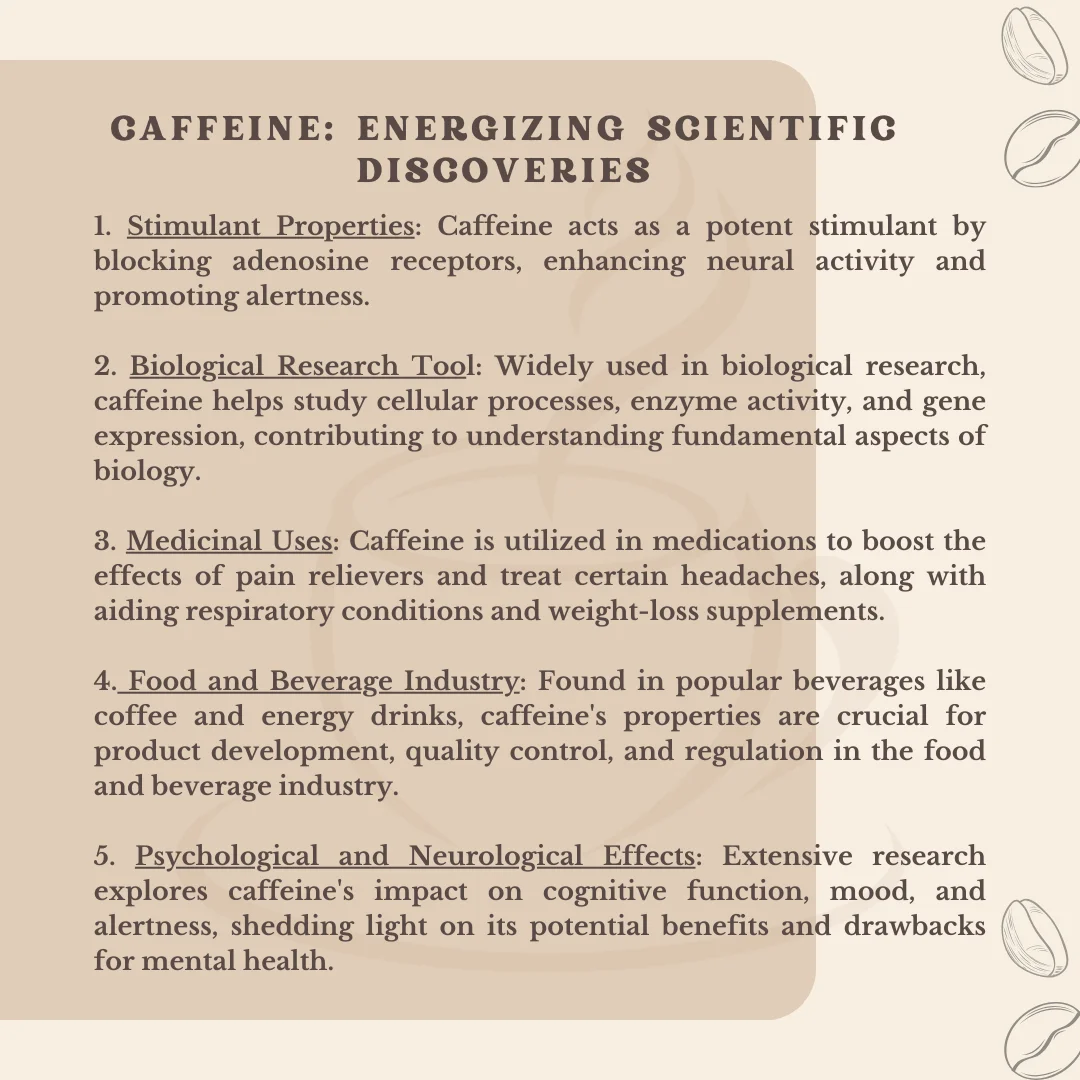 CAFFEINE: ENERGIZING SCIENTIFIC
DISCOVERIES
1. Stimulant Properties: Caffeine acts as a potent stimulant by
blocking adenosine receptors, enhancing neural activity and
promoting alertness.
2. Biological Research Tool: Widely used in biological research,
caffeine helps study cellular processes, enzyme activity, and gene
expression, contributing to understanding fundamental aspects of
biology.
3. Medicinal Uses: Caffeine is utilized in medications to boost the
effects of pain relievers and treat certain headaches, along with
aiding respiratory conditions and weight-loss supplements.
4. Food and Beverage Industry: Found in popular beverages like
coffee and energy drinks, caffeine's properties are crucial for
product development, quality control, and regulation in the food
and beverage industry.
5. Psychological and Neurological Effects: Extensive research
explores caffeine's impact on cognitive function, mood, and
alertness, shedding light on its potential benefits and drawbacks
for mental health.